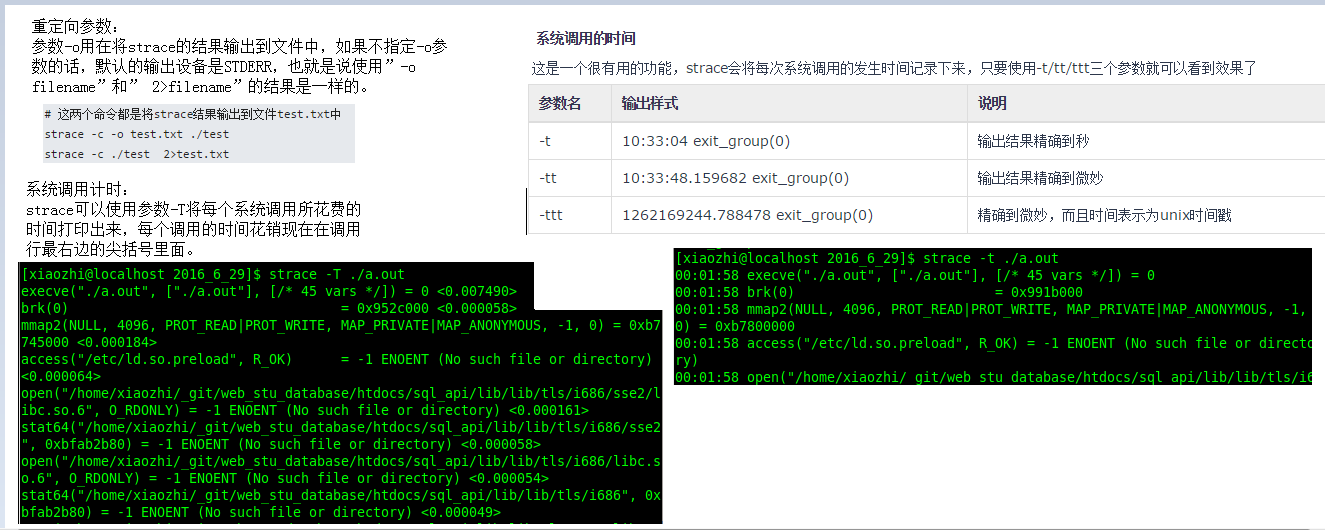 重定向参数：
参数-o用在将strace的结果输出到文件中，如果不指定-o参
数的话，默认的输出设备是STDERR，也就是说使用”-o
filename”和” 2>filename”的结果是一样的。
# 这两个命令都是将strace结果输出到文件test.txt中
strace -c -o test.txt ./test
strace -c ./test  2>test.txt
系统调用计时：
strace可以使用参数-T将每个系统调用所花费的
时间打印出来，每个调用的时间花销现在在调用
行最右边的尖括号里面。
[xiaozhi@localhost 2016_6_29]$ strace -T ./a.out
execve("./a.out", ["./a.out"], [/* 45 vars */]) = 0 <0.007490>
brk(0)                                  = 0x952c000 <0.000058>
mmap2(NULL, 4096, PROT_READ|PROT_WRITE, MAP_PRIVATE|MAP_ANONYMOUS, -1, 0) = 0xb7
745000 <0.000184>
access("/etc/ld.so.preload", R_OK)      = -1 ENOENT (No such file or directory)
<0.000064>
open("/home/xiaozhi/_git/web_stu_database/htdocs/sql_api/lib/lib/tls/i686/sse2/l
ibc.so.6", O_RDONLY) = -1 ENOENT (No such file or directory) <0.000161>
stat64("/home/xiaozhi/_git/web_stu_database/htdocs/sql_api/lib/lib/tls/i686/sse2
", 0xbfab2b80) = -1 ENOENT (No such file or directory) <0.000058>
open("/home/xiaozhi/_git/web_stu_database/htdocs/sql_api/lib/lib/tls/i686/libc.s
o.6", O_RDONLY) = -1 ENOENT (No such file or directory) <0.000054>
stat64("/home/xiaozhi/_git/web_stu_database/htdocs/sql_api/lib/lib/tls/i686", 0x
bfab2b80) = -1 ENOENT (No such file or directory) <0.000049>
系统调用的时间
这是一个很有用的功能，strace会将每次系统调用的发生时间记录下来，只要使用-t/tt/ttt三个参数就可以看到效果了
参数名 输出样式 说明
-t 10:33:04 exit_group(0) 输出结果精确到秒
-tt 10:33:48.159682 exit_group(0) 输出结果精确到微妙
-ttt 1262169244.788478 exit_group(0) 精确到微妙，而且时间表示为unix时间戳
[xiaozhi@localhost 2016_6_29]$ strace -t ./a.out
00:01:58 execve("./a.out", ["./a.out"], [/* 45 vars */]) = 0
00:01:58 brk(0)                         = 0x991b000
00:01:58 mmap2(NULL, 4096, PROT_READ|PROT_WRITE, MAP_PRIVATE|MAP_ANONYMOUS, -1,
0) = 0xb7800000
00:01:58 access("/etc/ld.so.preload", R_OK) = -1 ENOENT (No such file or directo
ry)
00:01:58 open("/home/xiaozhi/_git/web_stu_database/htdocs/sql_api/lib/lib/tls/i6